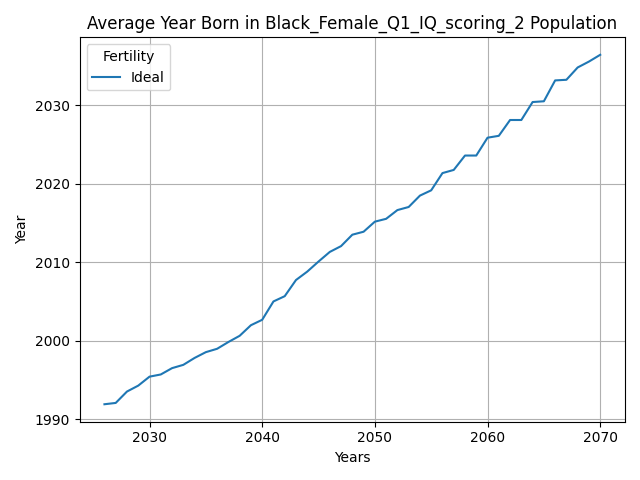 Average Year Born in Black_Female_Q1_IQ_scoring_2 Population
Fertility
Ideal
Year
2030
2020
2010
2000
1990
2030 2040 2050 2060 2070
Years